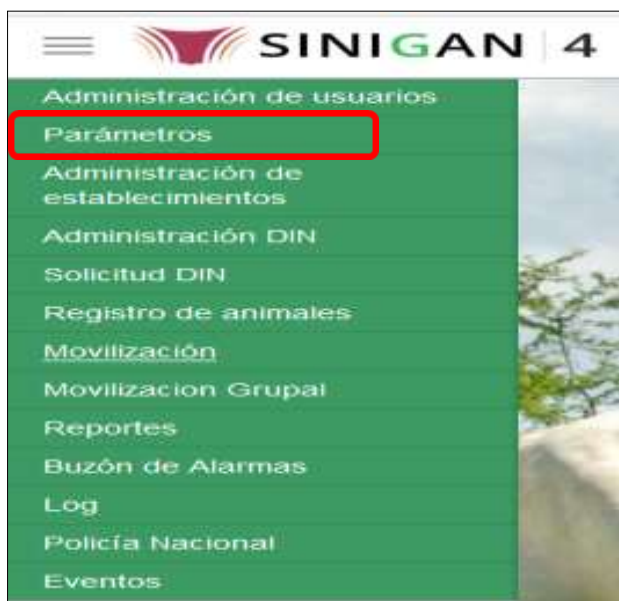 SINIGAN 4
Administración de usuarios
Parámetros
Administración de
establecimientos
Administración DIN
Solicitud DIN
Registro de animales
Movilización
Movilizacion Grupal
Reportes
Buzón de Alarmas
Log
Policía Nacional
Eventos